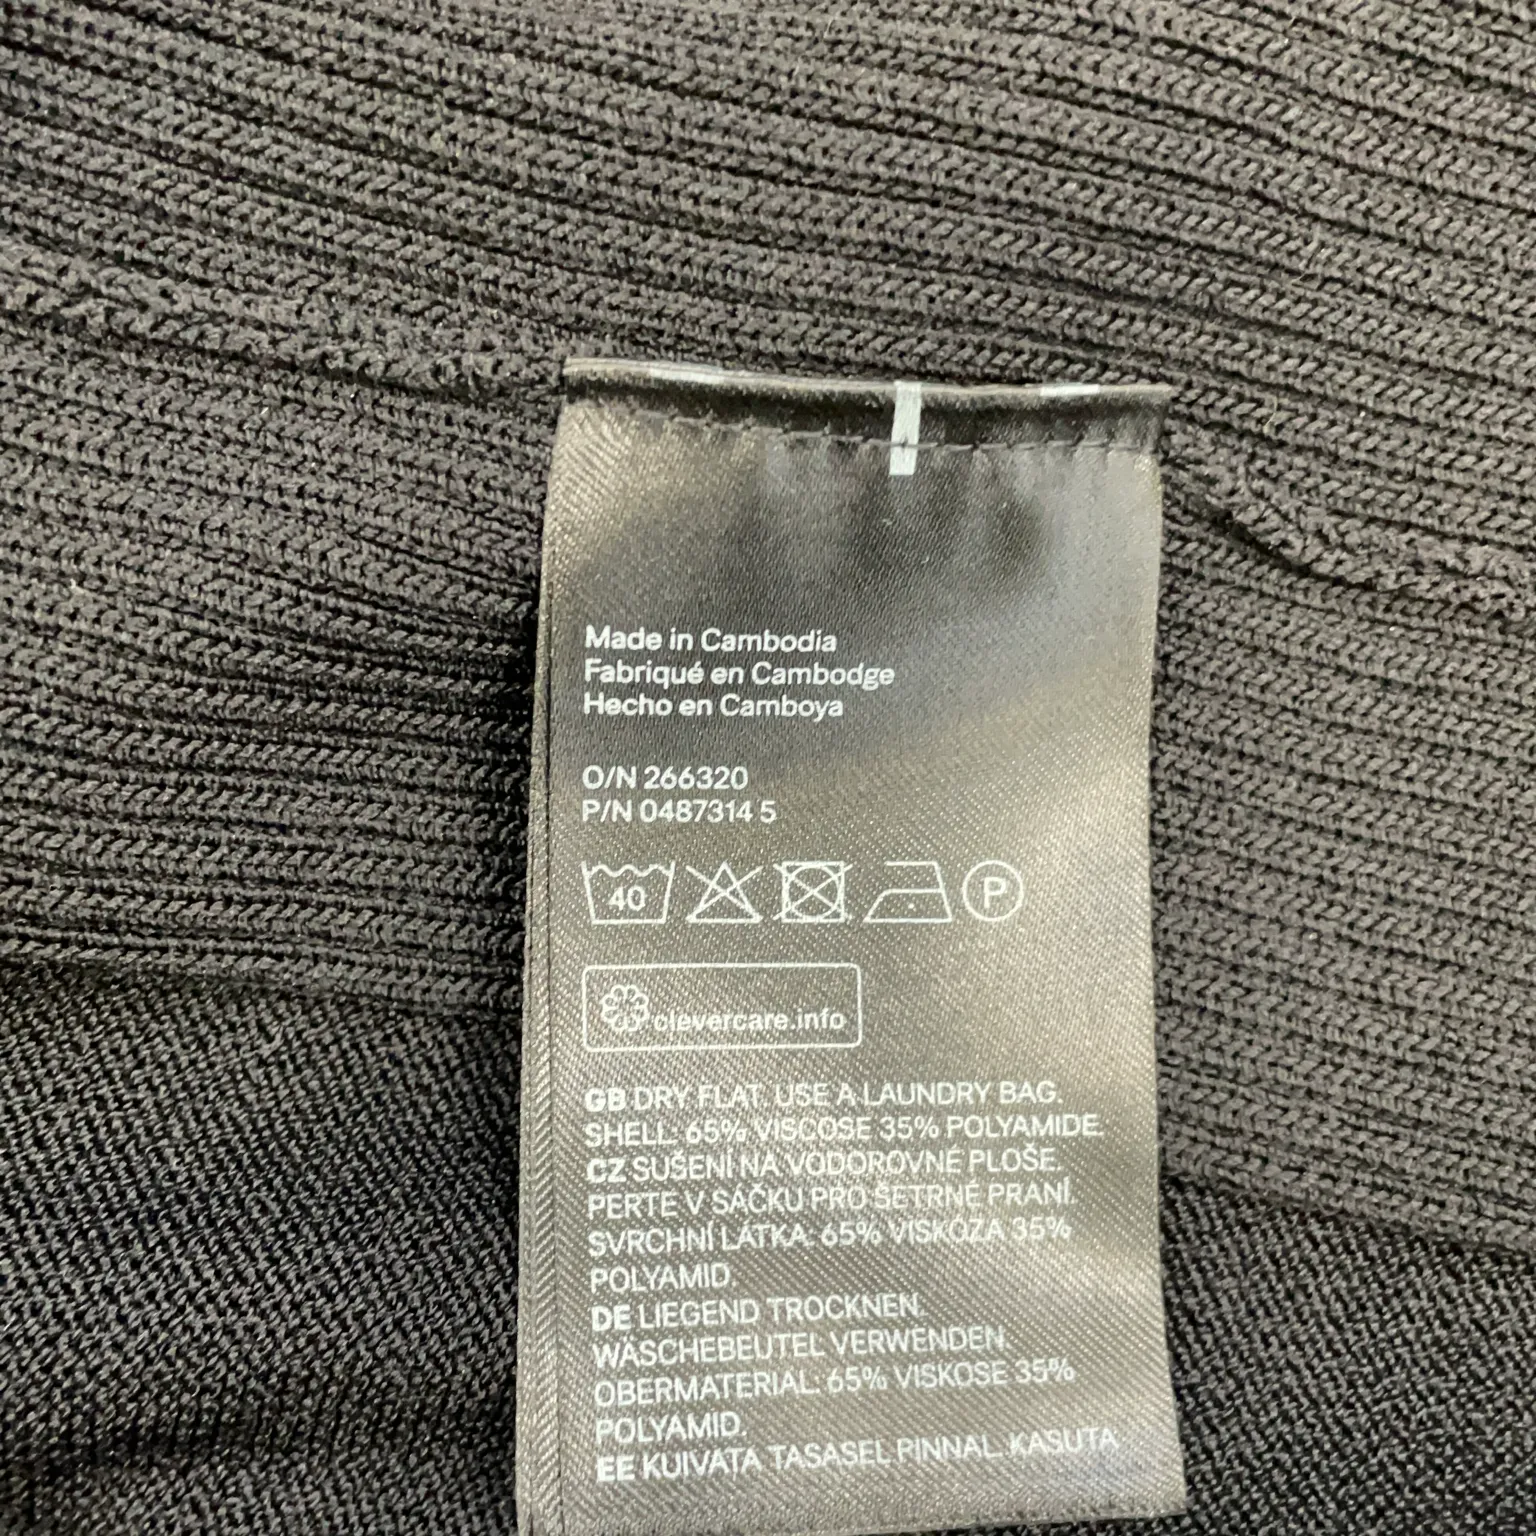 Made in Cambodia
Fabriqué en Cambodge
Hecho en Camboya
O/N 266320
P/N 0487314 5
40 P
clevercare.info
GB DRY FLAT. USE A LAUNDRY BAG.
SHELL: 65% VISCOSE 35% POLYAMIDE.
CZ SUŠENÍ NA VODOROVNÉ PLOŠE.
PERTE V SÁČKU PRO ŠETRNÉ PRANÍ.
SVRCHNÍ LÁTKA: 65% VISKÓZA 35%
POLYAMID.
DE LIEGEND TROCKNEN.
WÄSCHEBEUTEL VERWENDEN.
OBERMATERIAL: 65% VISKOSE 35%
POLYAMID.
EE KUIVATA TASASEL PINNAL. KASUTA